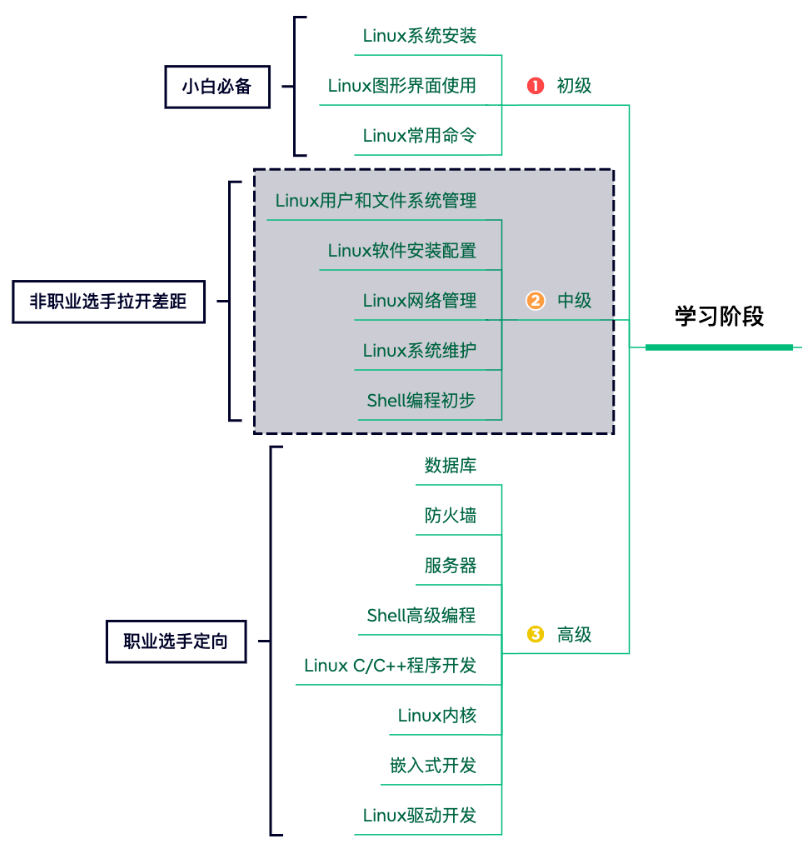 学习阶段
1 初级
Linux系统安装
Linux图形界面使用
Linux常用命令
小白必备
2 中级
Linux用户和文件系统管理
Linux软件安装配置
Linux网络管理
Linux系统维护
Shell编程初步
非职业选手拉开差距
3 高级
数据库
防火墙
服务器
Shell高级编程
Linux C/C++程序开发
Linux内核
嵌入式开发
Linux驱动开发
职业选手定向